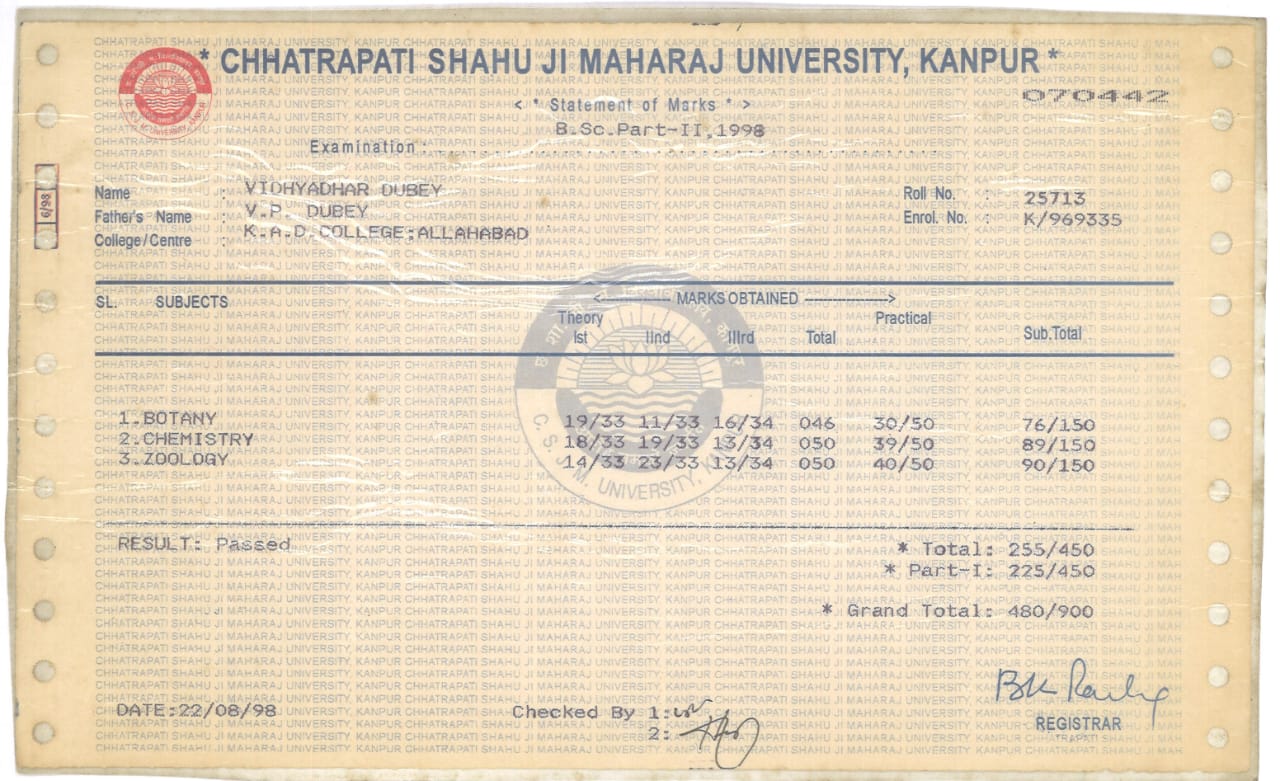 * CHHATRAPATI SHAHU JI MAHARAJ UNIVERSITY, KANPUR *
070442
< * Statement of Marks * >
B.Sc.Part-II,1998
Examination :
Name : VIDHYADHAR DUBEY
Roll No. : 25713
Father's Name : V.P. DUBEY
Enrol. No. : K/969335
College/Centre : K.A.D.COLLEGE;ALLAHABAD
6/98
SL. SUBJECTS <---- MARKS OBTAINED ---->
Theory Practical
Ist IInd IIIrd Total Sub.Total
1.BOTANY 19/33 11/33 16/34 046 30/50 76/150
2.CHEMISTRY 18/33 19/33 13/34 050 39/50 89/150
3.ZOOLOGY 14/33 23/33 13/34 050 40/50 90/150
C. S. J. M. UNIVERSITY,
RESULT: Passed
* Total: 255/450
* Part-I: 225/450
* Grand Total: 480/900
DATE:22/08/98
Checked By 1:
2:
REGISTRAR